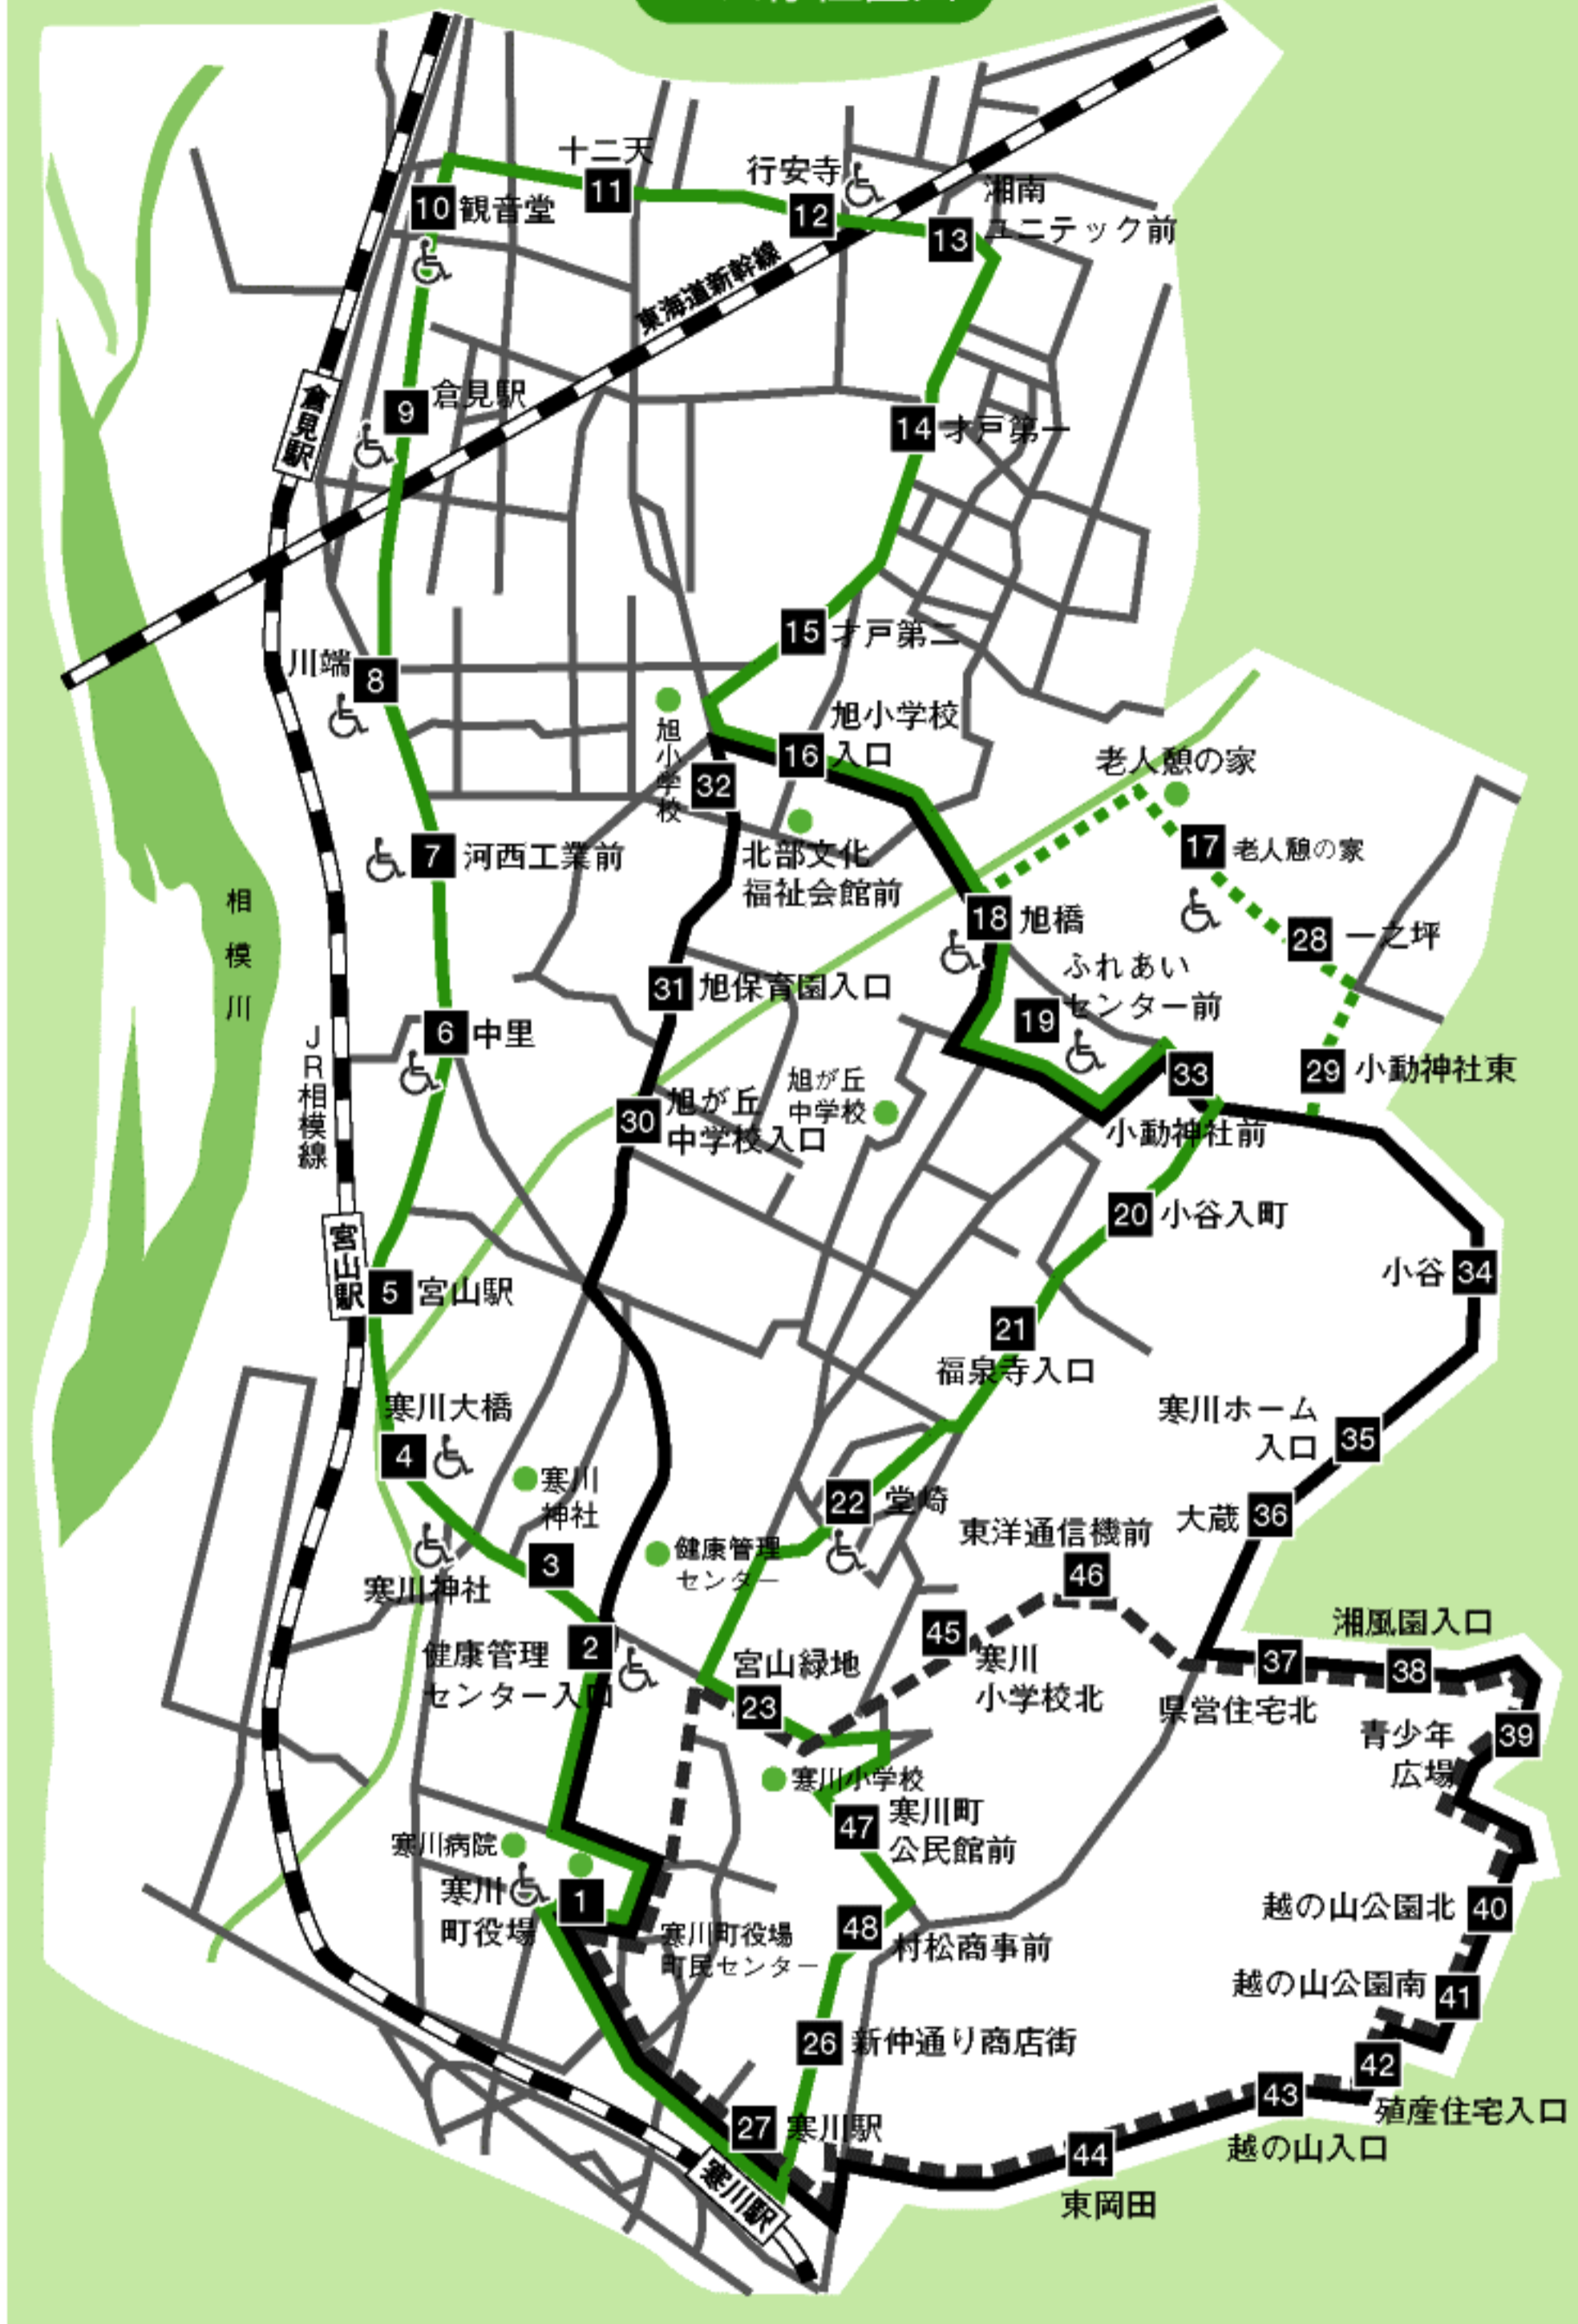 十二天
11
行安寺
12
湘南
ユニテック前
13
10
観音堂
東海道新幹線
倉見駅
9
倉見駅
14
才戸第一
15
才戸第二
川端
8
旭小学校
旭小学校
入口
16
32
老人憩の家
17
老人憩の家
7
河西工業前
北部文化
福祉会館前
相模川
18
旭橋
28
一之坪
31
旭保育園入口
ふれあい
センター前
19
6
中里
JR相模線
30
旭が丘
中学校入口
旭が丘
中学校
33
小動神社前
29
小動神社東
20
小谷入町
宮山駅
5
宮山駅
小谷
34
21
福泉寺入口
寒川大橋
4
寒川ホーム
入口
35
寒川
神社
22
堂崎
大蔵
36
3
寒川神社
健康管理
センター
東洋通信機前
46
2
健康管理
センター入口
45
寒川
小学校北
宮山緑地
23
37
県営住宅北
湘風園入口
38
39
青少年
広場
寒川小学校
47
寒川町
公民館前
寒川病院
1
寒川
町役場
寒川町役場
町民センター
48
村松商事前
越の山公園北
40
越の山公園南
41
26
新仲通り商店街
42
殖産住宅入口
43
越の山入口
27
寒川駅
寒川駅
44
東岡田